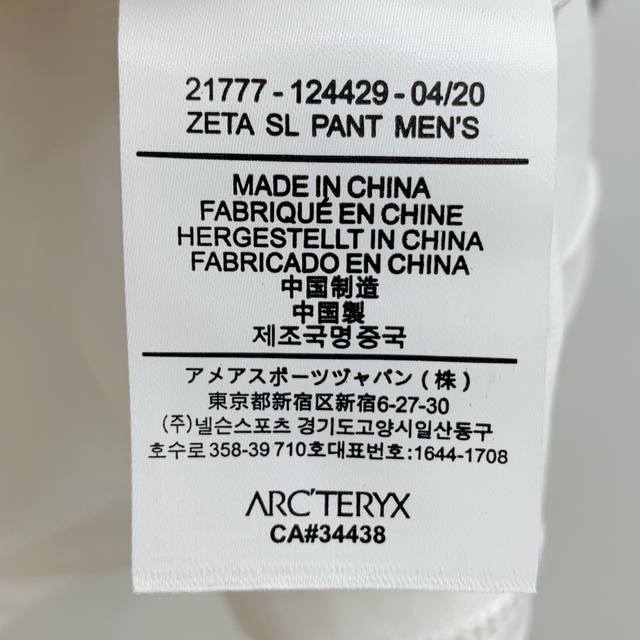 21777 - 124429 - 04/20
ZETA SL PANT MEN'S
MADE IN CHINA
FABRIQUÉ EN CHINE
HERGESTELLT IN CHINA
FABRICADO EN CHINA
中国制造
中国製
제조국명중국
アメアスポーツヅャパン (株)
東京都新宿区新宿6-27-30
(주)넬슨스포츠 경기도고양시일산동구
호수로 358-39 710호대표번호:1644-1708
ARC'TERYX
CA#34438